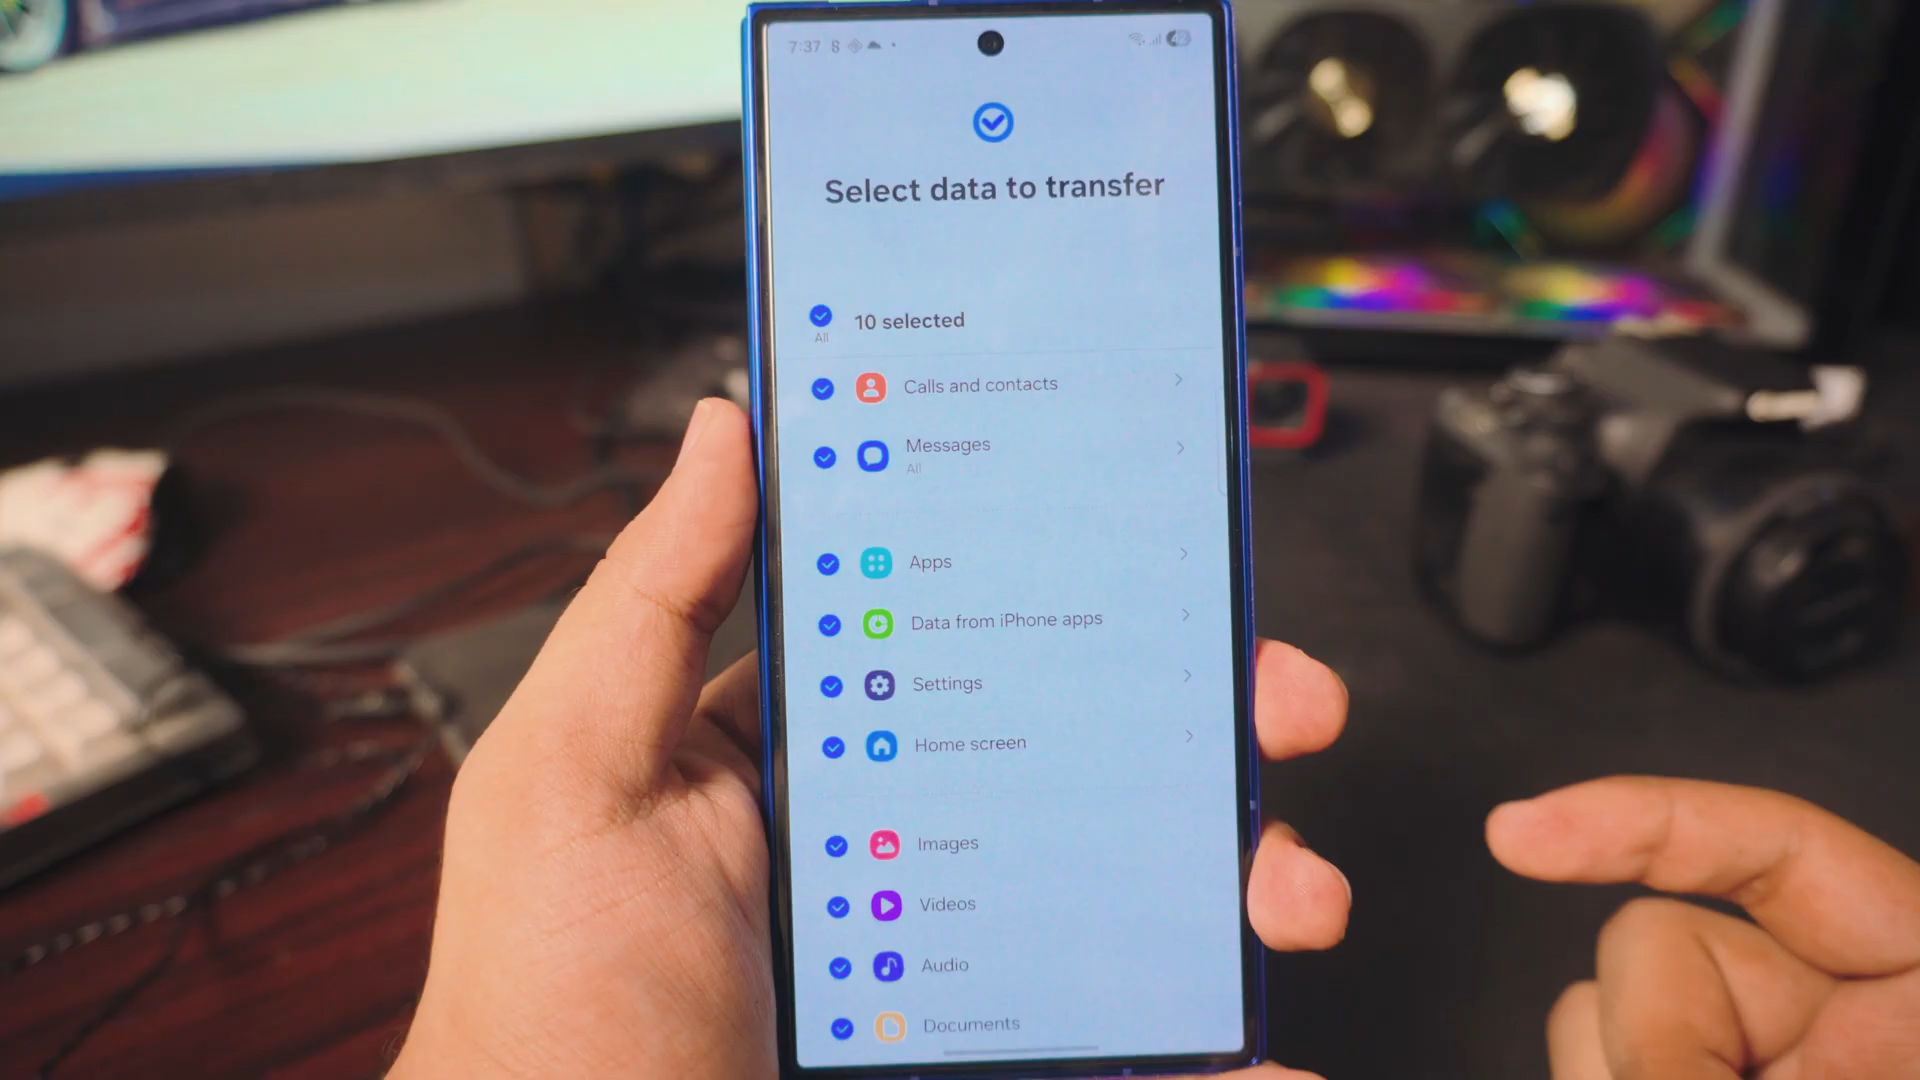 7:37
Select data to transfer
10 selected
All
Calls and contacts
Messages
All
Apps
Data from iPhone apps
Settings
Home screen
Images
Videos
Audio
Documents